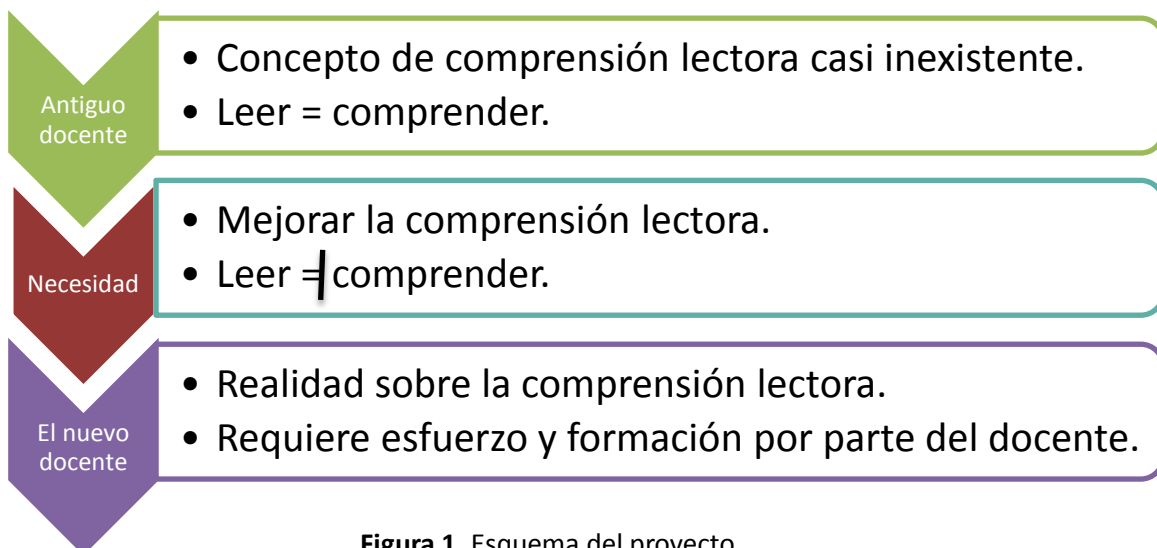 Antiguo
docente
• Concepto de comprensión lectora casi inexistente.
• Leer = comprender.
Necesidad
• Mejorar la comprensión lectora.
• Leer ≠ comprender.
El nuevo
docente
• Realidad sobre la comprensión lectora.
• Requiere esfuerzo y formación por parte del docente.
Figura 1. Esquema del proyecto